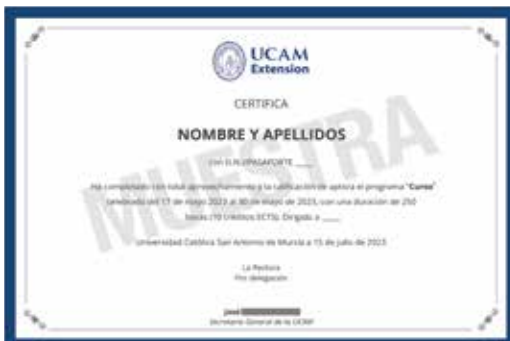 UCAM
Extension
CERTIFICA
NOMBRE Y APELLIDOS
con D.N.I/PASAPORTE ____
Ha completado con total aprovechamiento y la calificación de apto/a el programa "Curso"
celebrado del 17 de mayo 2023 al 30 de mayo de 2023, con una duración de 250
horas (10 créditos ECTS). Dirigido a ____
Universidad Católica San Antonio de Murcia a 15 de julio de 2023
La Rectora
Por delegación
José
Secretario General de la UCAM
MUESTRA